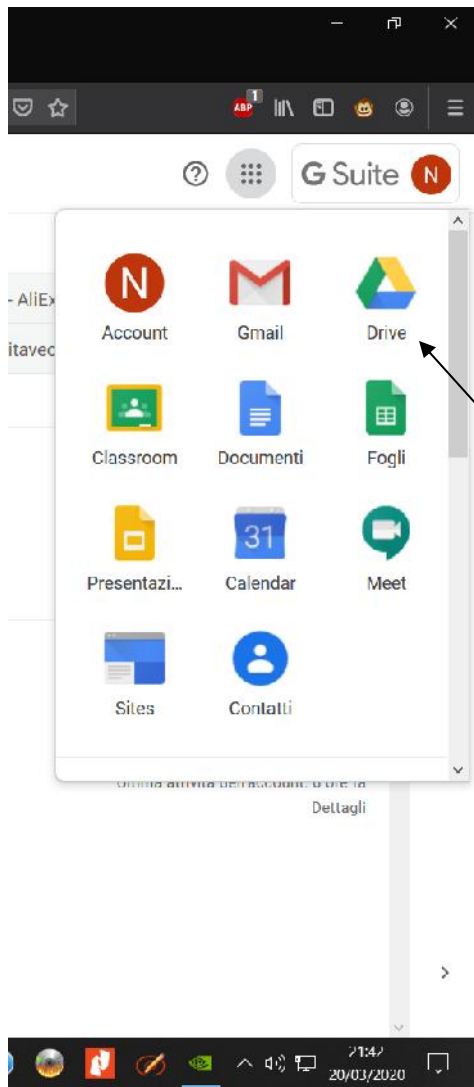 ABP 1
G Suite N
N
Account Gmail Drive
- AliEx
itavec
Classroom Documenti Fogli
31
Presentazi... Calendar Meet
Sites Contatti
Dettagli
21:42
20/03/2020